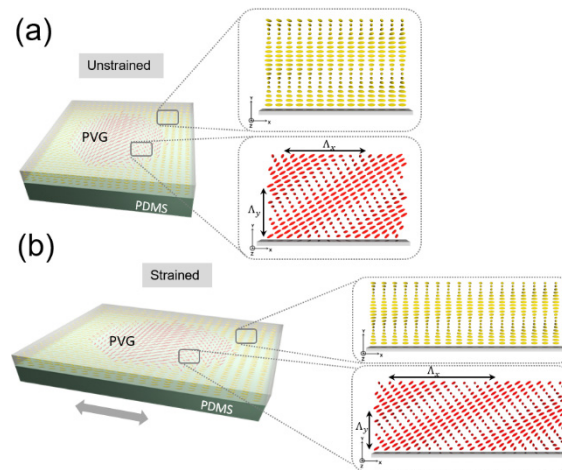 (a)
Unstrained
PVG
PDMS
Y
X
Z
Λx
Λy
Y
X
Z
(b)
Strained
PVG
PDMS
Y
X
Z
Λx
Λy
Y
X
Z